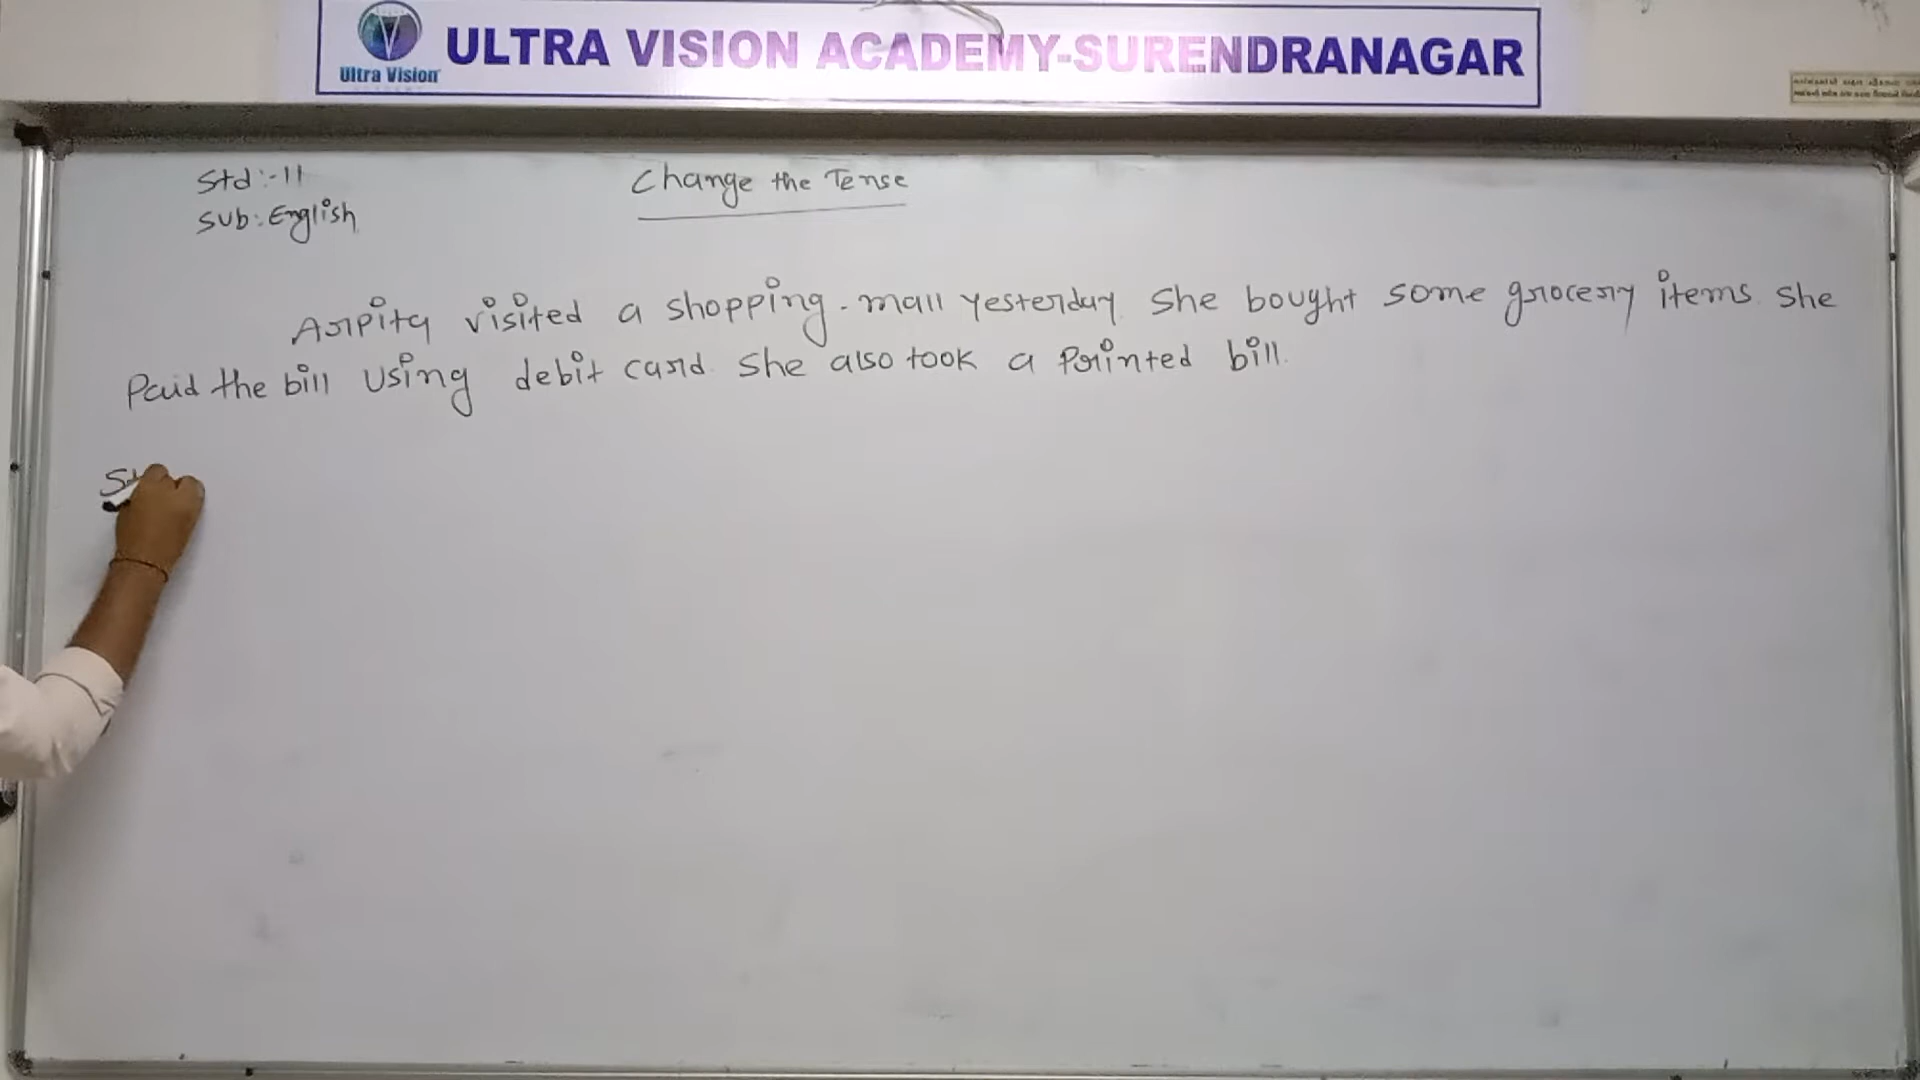 Ultra Vision
ULTRA VISION ACADEMY-SURENDRANAGAR
Std:-11
Sub:English
Change the Tense
Arpita visited a shopping-mall yesterday. She bought some grocery items. She
Paid the bill using debit card. She also took a Printed bill.